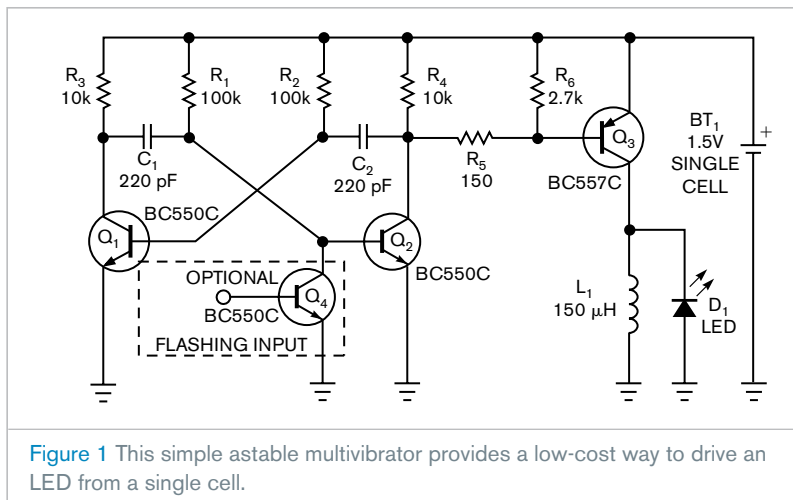 R3
10k
R1
100k
R2
100k
R4
10k
R6
2.7k
C1
220 pF
C2
220 pF
R5
150
Q3
BC557C
BT1
1.5V
SINGLE
CELL
+
BC550C
Q1
Q2
BC550C
OPTIONAL
Q4
BC550C
FLASHING INPUT
L1
150 μH
D1
LED
Figure 1 This simple astable multivibrator provides a low-cost way to drive an
LED from a single cell.